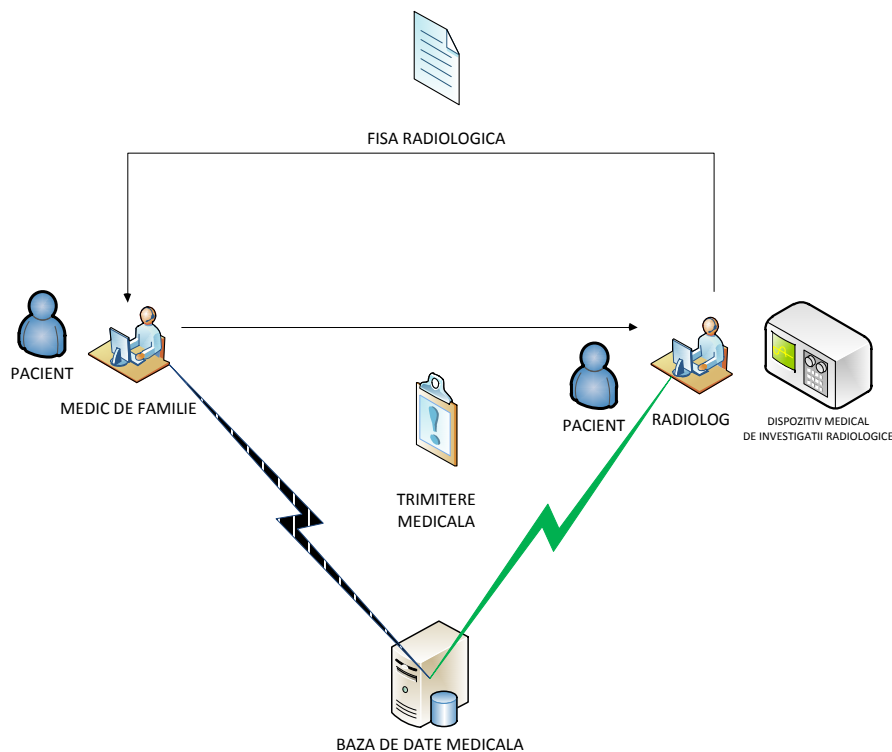 FISA RADIOLOGICA
PACIENT
MEDIC DE FAMILIE
PACIENT
RADIOLOG
DISPOZITIV MEDICAL
DE INVESTIGATII RADIOLOGICE
TRIMITERE
MEDICALA
BAZA DE DATE MEDICALA